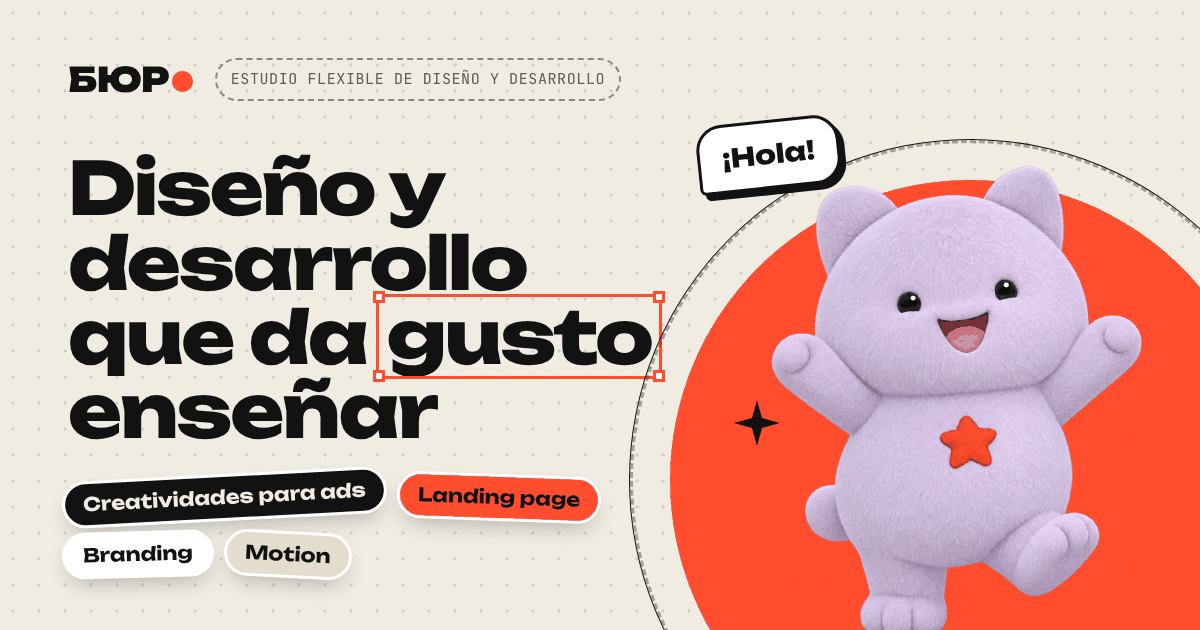 БЮР
ESTUDIO FLEXIBLE DE DISEÑO Y DESARROLLO
¡Hola!
Diseño y
desarrollo
que da gusto
enseñar
Creatividades para ads
Landing page
Branding
Motion